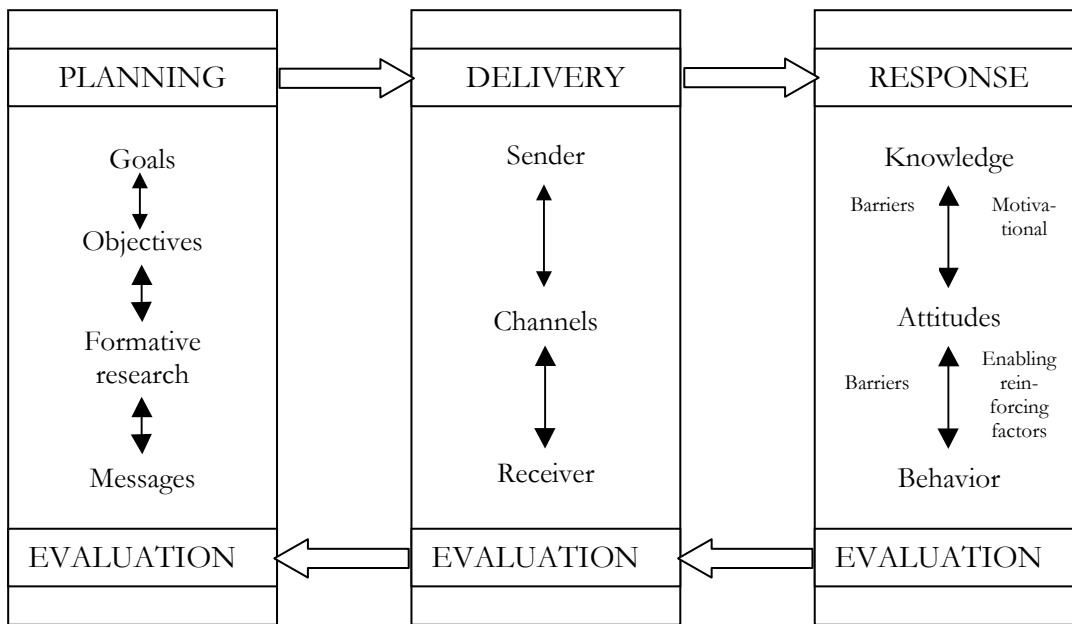 PLANNING
Goals
Objectives
Formative
research
Messages
EVALUATION
DELIVERY
Sender
Channels
Receiver
EVALUATION
RESPONSE
Knowledge
Barriers
Motiva-
tional
Attitudes
Barriers
Enabling
rein-
forcing
factors
Behavior
EVALUATION